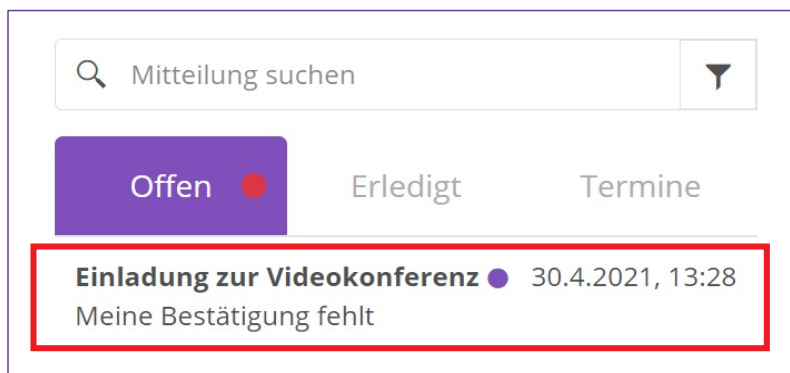 Mitteilung suchen
Offen Erledigt Termine
Einladung zur Videokonferenz 30.4.2021, 13:28
Meine Bestätigung fehlt